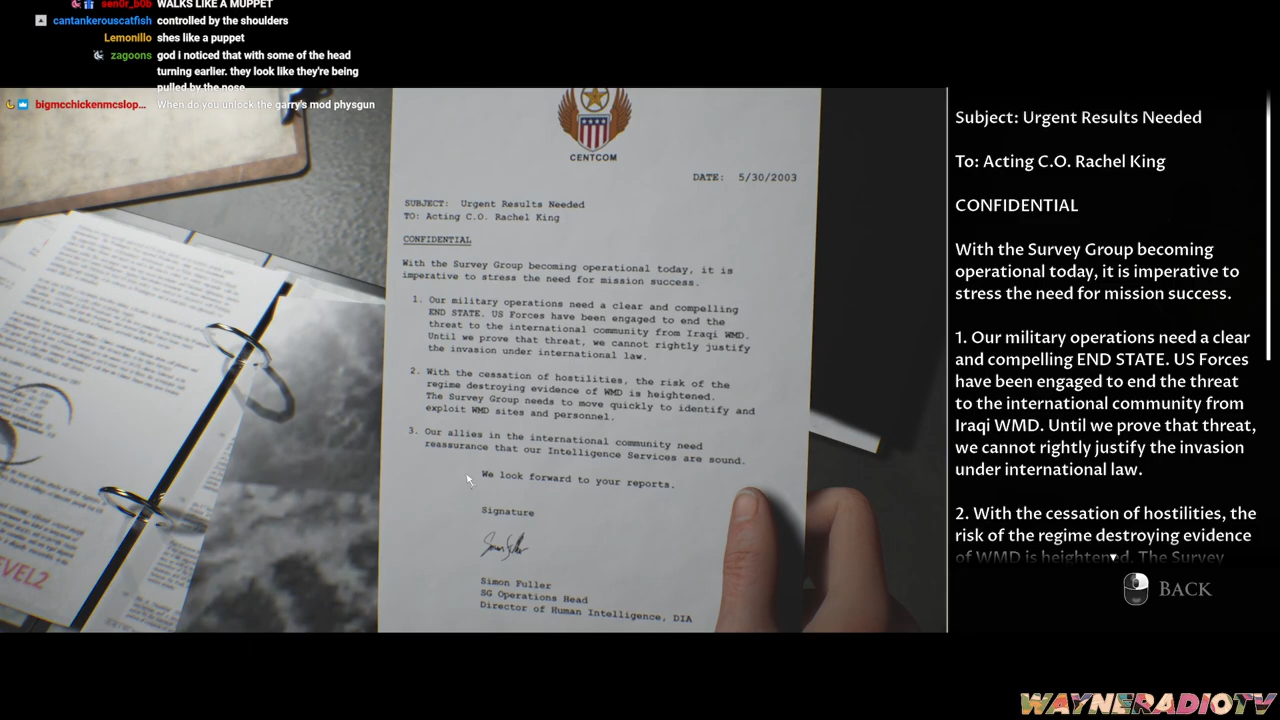 sen0r_b0b WALKS LIKE A MUPPET
cantankerouscatfish controlled by the shoulders
Lemonillo shes like a puppet
zagoons god i noticed that with some of the head
turning earlier. they look like they're being
pulled by the nose
bigmcchickenmcslop... When do you unlock the garry's mod physgun
CENTCOM
DATE: 5/30/2003
SUBJECT: Urgent Results Needed
TO: Acting C.O. Rachel King
CONFIDENTIAL
With the Survey Group becoming operational today, it is
imperative to stress the need for mission success.
1. Our military operations need a clear and compelling
END STATE. US Forces have been engaged to end the
threat to the international community from Iraqi WMD.
Until we prove that threat, we cannot rightly justify
the invasion under international law.
2. With the cessation of hostilities, the risk of the
regime destroying evidence of WMD is heightened.
The Survey Group needs to move quickly to identify and
exploit WMD sites and personnel.
3. Our allies in the international community need
reassurance that our Intelligence Services are sound.
We look forward to your reports.
Signature
Simon Fuller
SG Operations Head
Director of Human Intelligence, DIA
LEVEL2
Subject: Urgent Results Needed
To: Acting C.O. Rachel King
CONFIDENTIAL
With the Survey Group becoming
operational today, it is imperative to
stress the need for mission success.
1. Our military operations need a clear
and compelling END STATE. US Forces
have been engaged to end the threat
to the international community from
Iraqi WMD. Until we prove that threat,
we cannot rightly justify the invasion
under international law.
2. With the cessation of hostilities, the
risk of the regime destroying evidence
of WMD is heightened. The Survey
BACK
WAYNERADIOTV